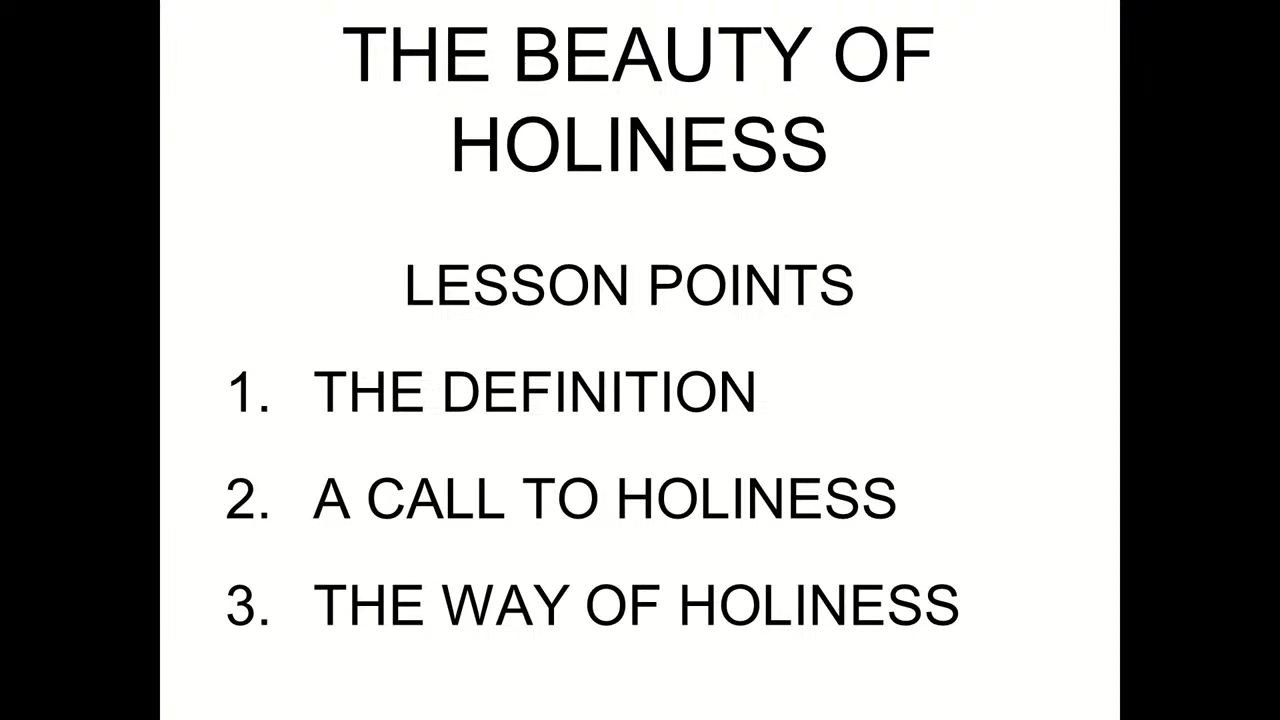 THE BEAUTY OF
HOLINESS
LESSON POINTS
1. THE DEFINITION
2. A CALL TO HOLINESS
3. THE WAY OF HOLINESS